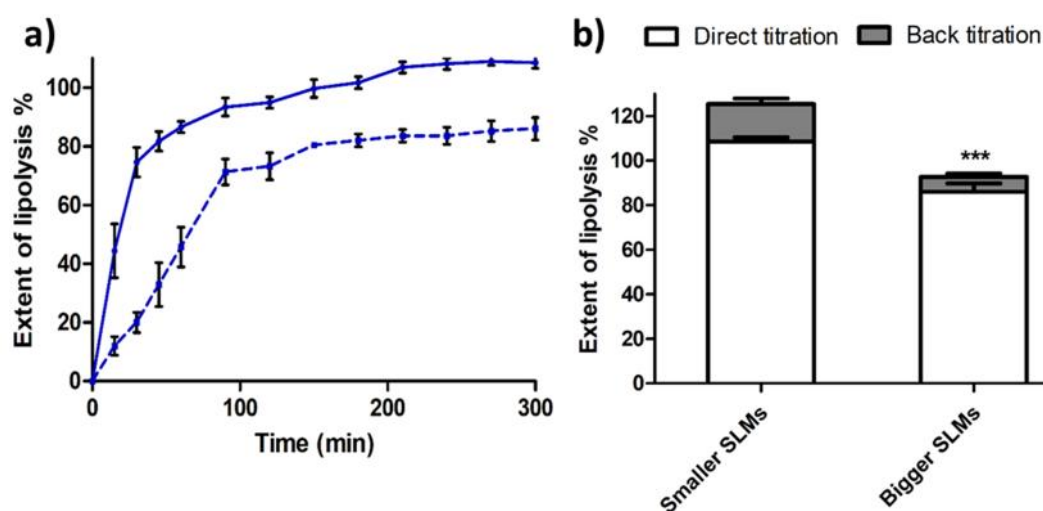 a)
Extent of lipolysis %
100
80
60
40
20
0
0 100 200 300
Time (min)
b)
Direct titration Back titration
Extent of lipolysis %
120
100
80
60
40
20
0
***
Smaller SLMs
Bigger SLMs